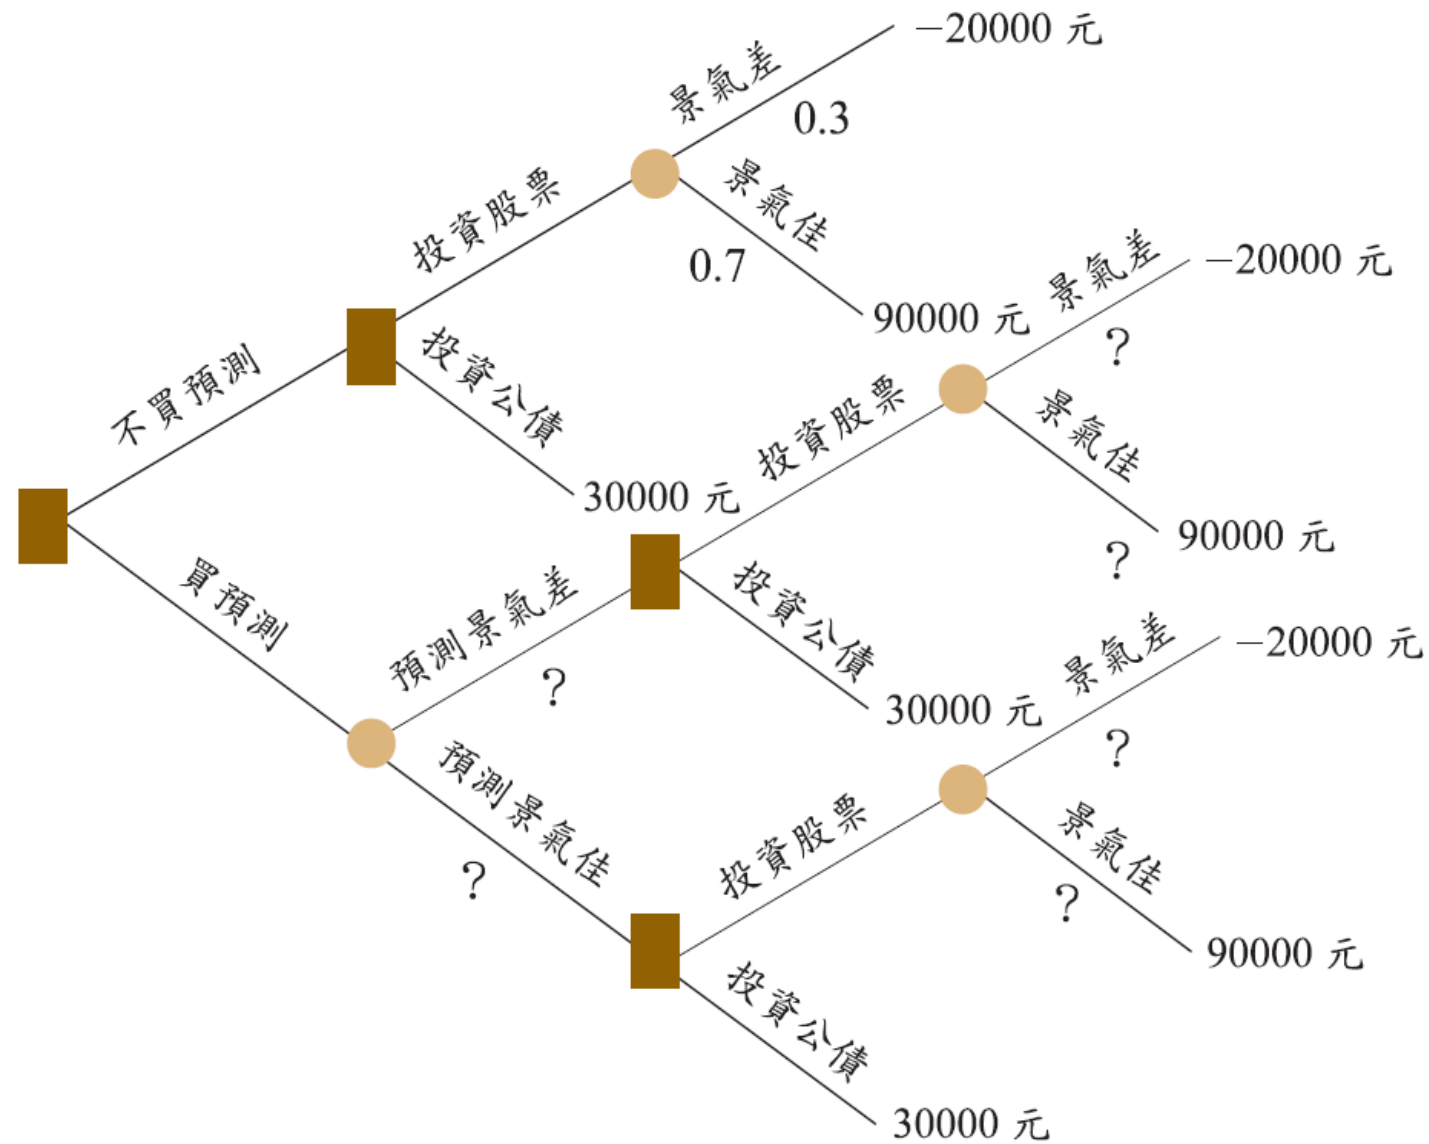 景氣差
−20000 元
0.3
投資股票
景氣佳
0.7
90000 元
不買預測
投資公債
30000 元
景氣差
−20000 元
?
投資股票
景氣佳
?
90000 元
買預測
預測景氣差
?
投資公債
30000 元
預測景氣佳
?
景氣差
−20000 元
?
投資股票
景氣佳
?
90000 元
投資公債
30000 元